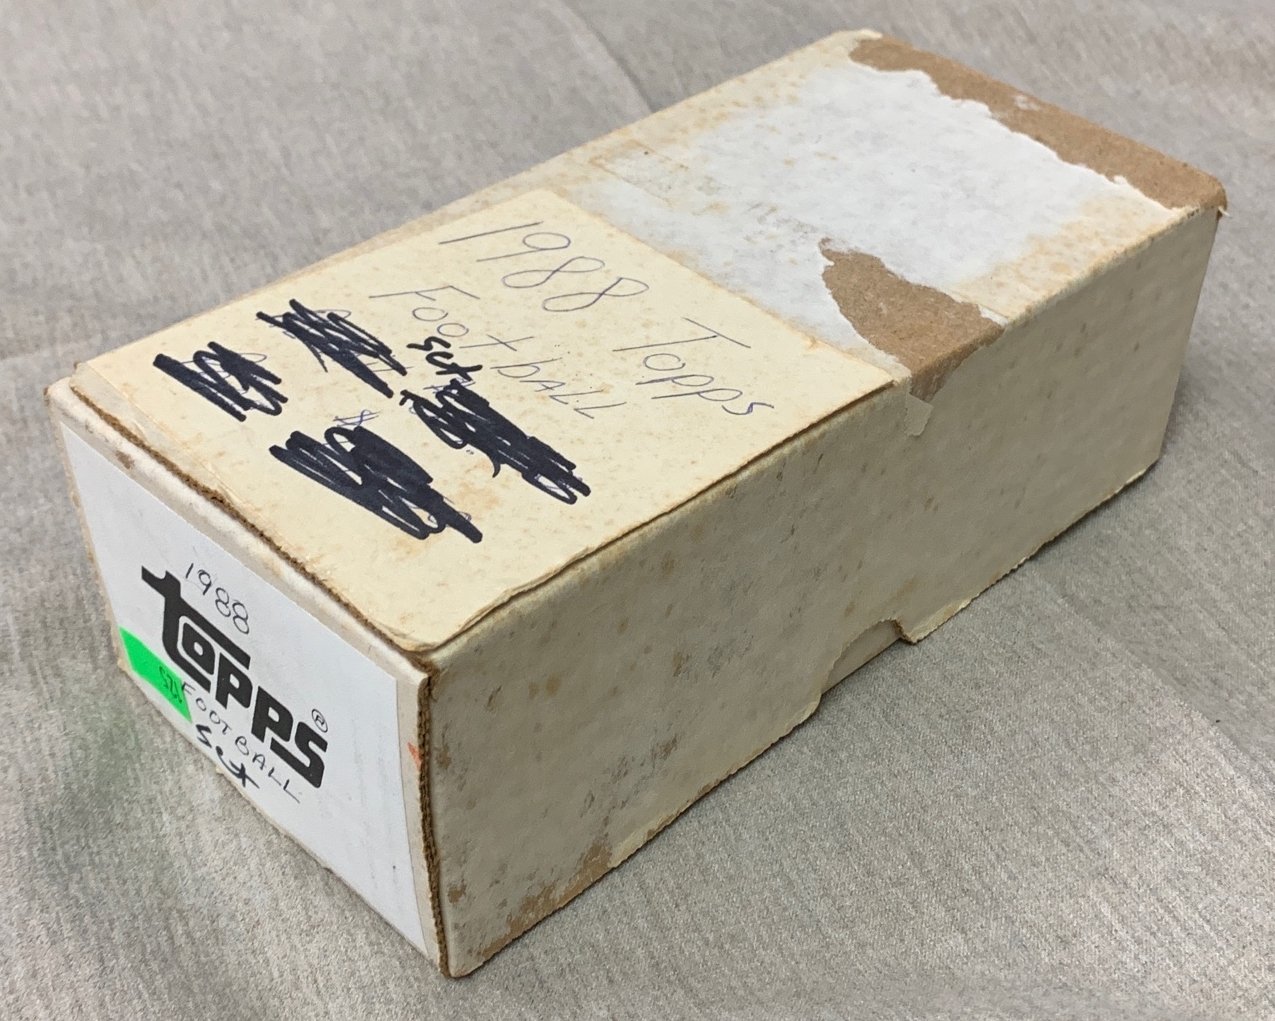 1988 Topps
Football
set
$
1988
TOPPS®
FOOTBALL
set